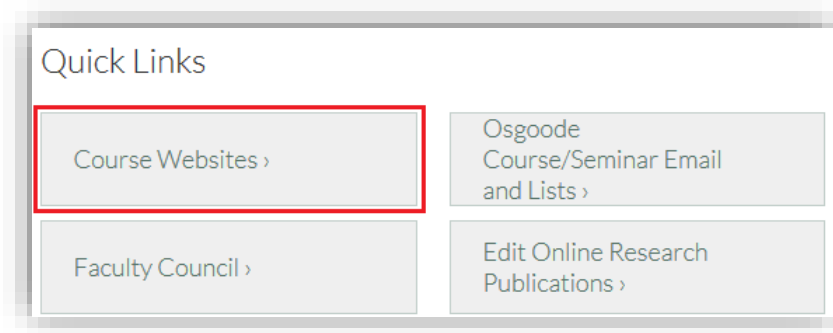 Quick Links
Course Websites ›
Osgoode
Course/Seminar Email
and Lists ›
Faculty Council ›
Edit Online Research
Publications ›